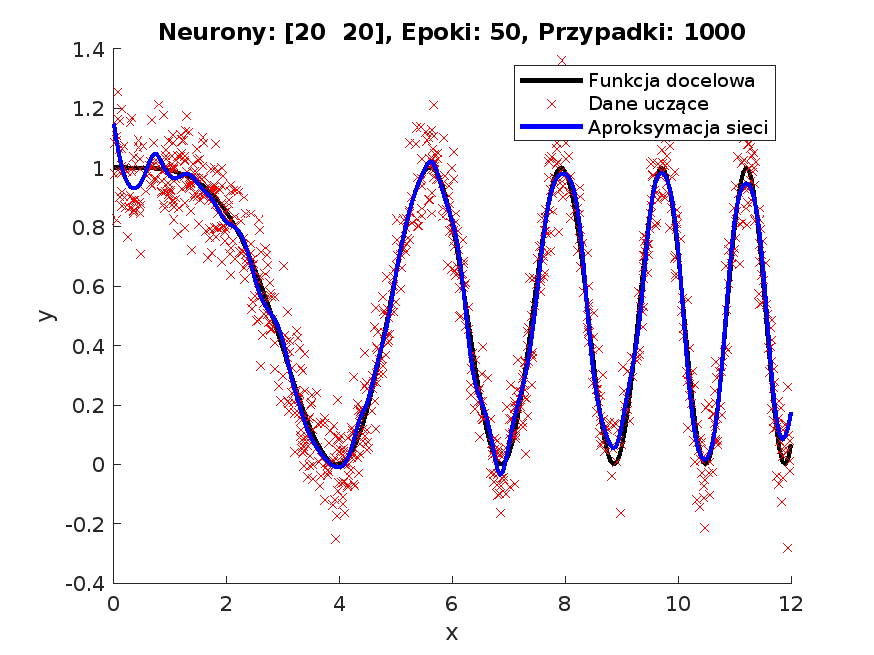 Neurony: [20  20], Epoki: 50, Przypadki: 1000
1.4
1.2
1
0.8
0.6
0.4
0.2
0
-0.2
-0.4
y
Funkcja docelowa
Dane uczące
Aproksymacja sieci
0 2 4 6 8 10 12
x